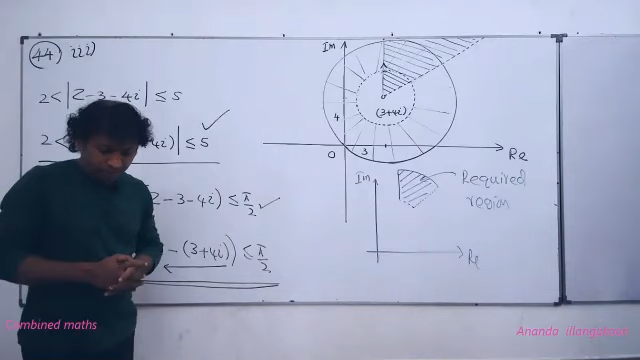 44) iii)
2 < |Z-3-4i| ≤ 5
2 < 4i)| ≤ 5
Z-3-4i) ≤ π/2
- (3+4i)) ≤ π/2
Im
(3+4i)
4
0 3 Re
Im Required
region
Re
Combined maths
Ananda